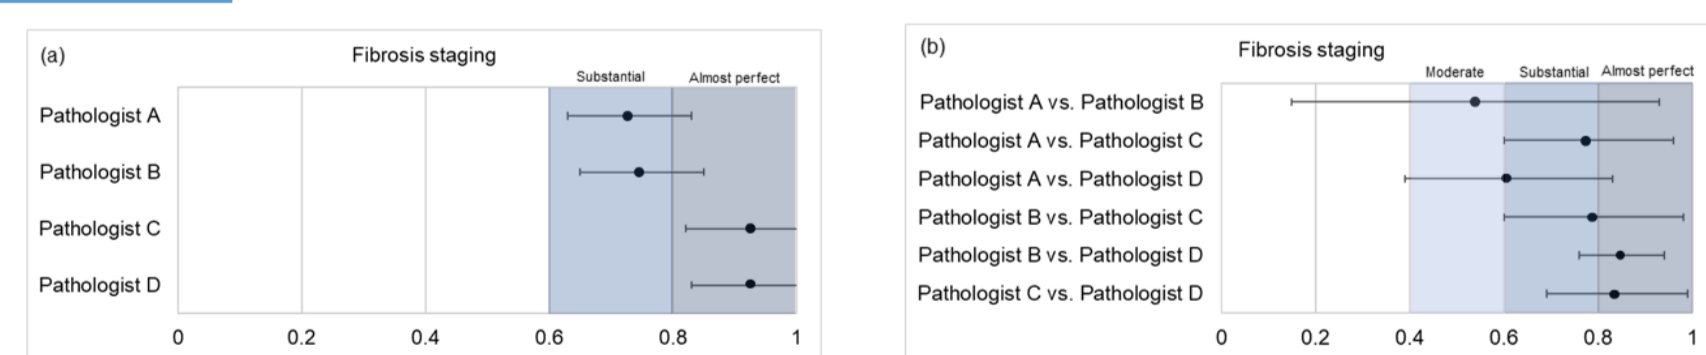 (a)
Fibrosis staging
Substantial Almost perfect
Pathologist A
Pathologist B
Pathologist C
Pathologist D
0 0.2 0.4 0.6 0.8 1
(b)
Fibrosis staging
Moderate Substantial Almost perfect
Pathologist A vs. Pathologist B
Pathologist A vs. Pathologist C
Pathologist A vs. Pathologist D
Pathologist B vs. Pathologist C
Pathologist B vs. Pathologist D
Pathologist C vs. Pathologist D
0 0.2 0.4 0.6 0.8 1